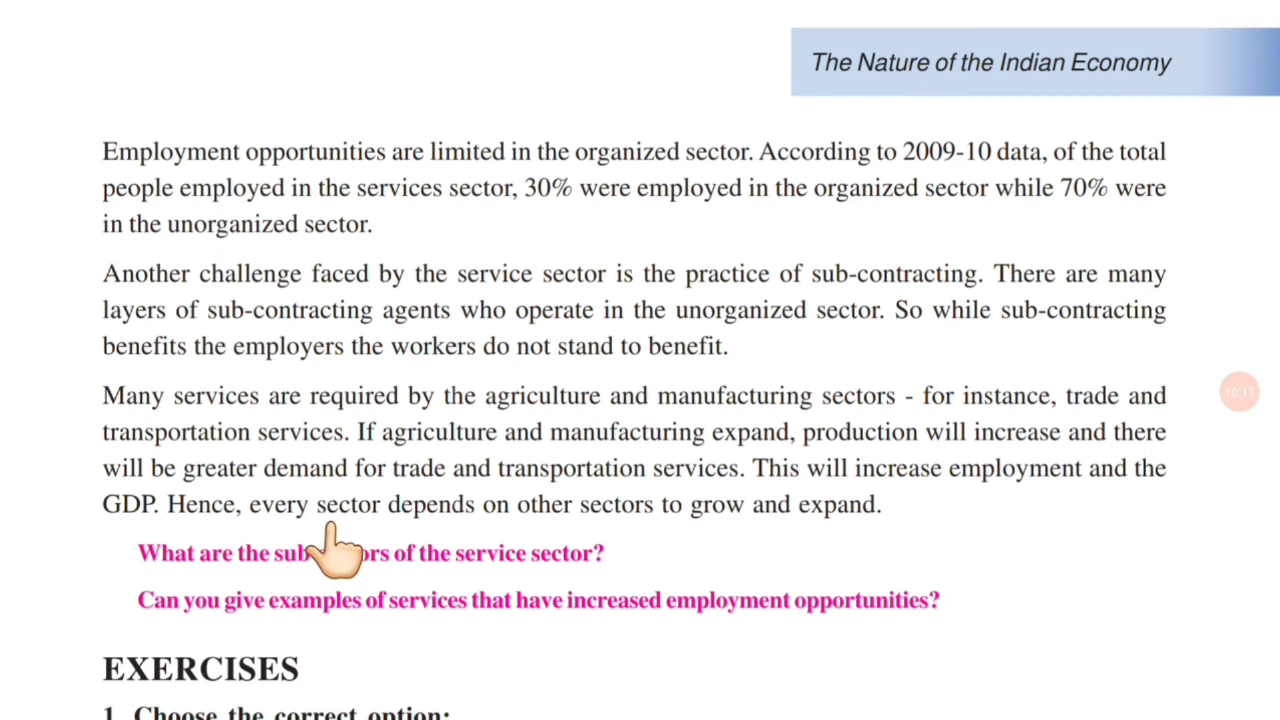 The Nature of the Indian Economy
Employment opportunities are limited in the organized sector. According to 2009-10 data, of the total
people employed in the services sector, 30% were employed in the organized sector while 70% were
in the unorganized sector.
Another challenge faced by the service sector is the practice of sub-contracting. There are many
layers of sub-contracting agents who operate in the unorganized sector. So while sub-contracting
benefits the employers the workers do not stand to benefit.
Many services are required by the agriculture and manufacturing sectors - for instance, trade and
10:13
transportation services. If agriculture and manufacturing expand, production will increase and there
will be greater demand for trade and transportation services. This will increase employment and the
GDP. Hence, every sector depends on other sectors to grow and expand.
What are the of the service sector?
Can you give examples of services that have increased employment opportunities?
EXERCISES
1. Choose the correct option: